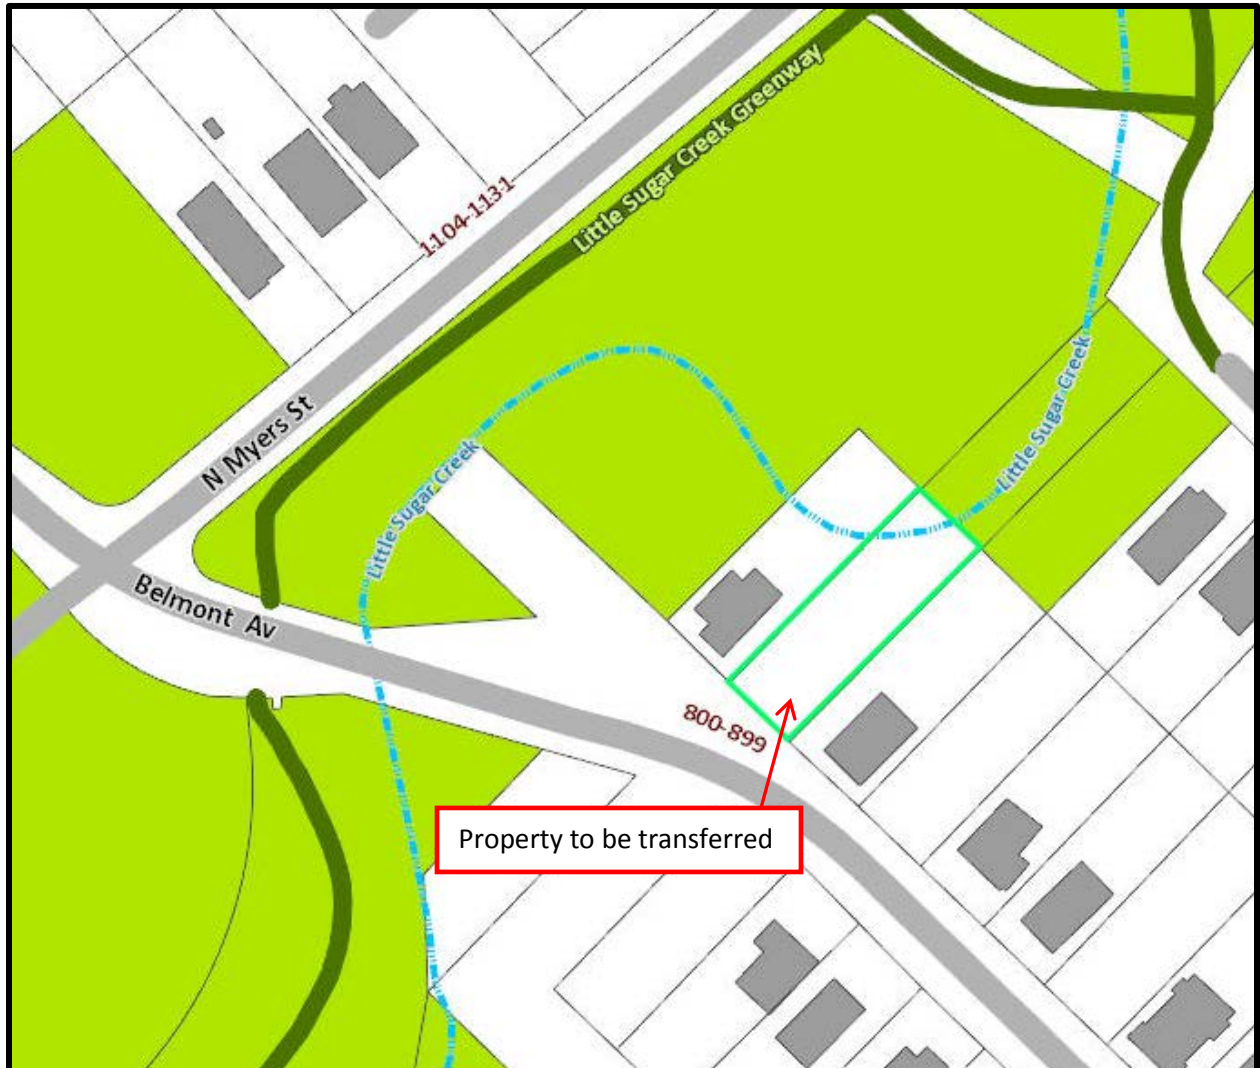 Little Sugar Creek Greenway
1104-1131
N Myers St
Little Sugar Creek
Little Sugar Creek
Belmont Av
800-899
Property to be transferred